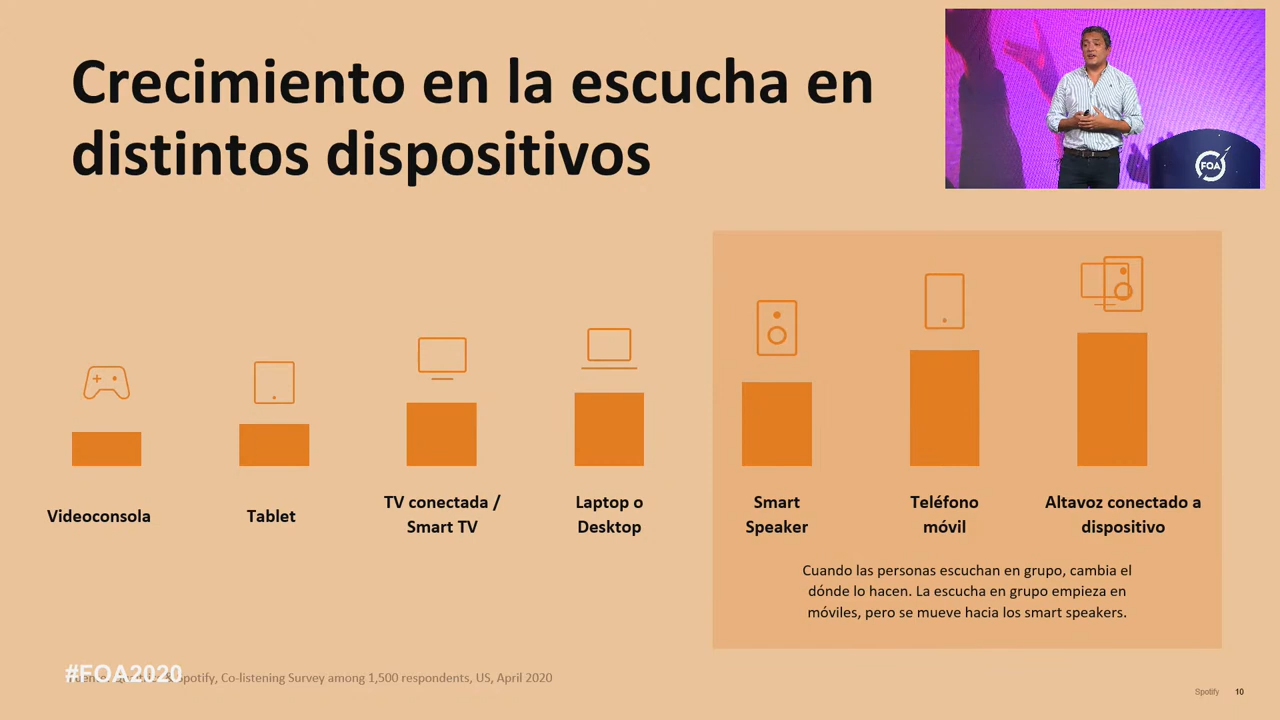 Crecimiento en la escucha en
distintos dispositivos
FOA
Videoconsola
Tablet
TV conectada /
Smart TV
Laptop o
Desktop
Smart
Speaker
Teléfono
móvil
Altavoz conectado a
dispositivo
Cuando las personas escuchan en grupo, cambia el
dónde lo hacen. La escucha en grupo empieza en
móviles, pero se mueve hacia los smart speakers.
#FOA2020
Spotify, Co-listening Survey among 1,500 respondents, US, April 2020
Spotify 10